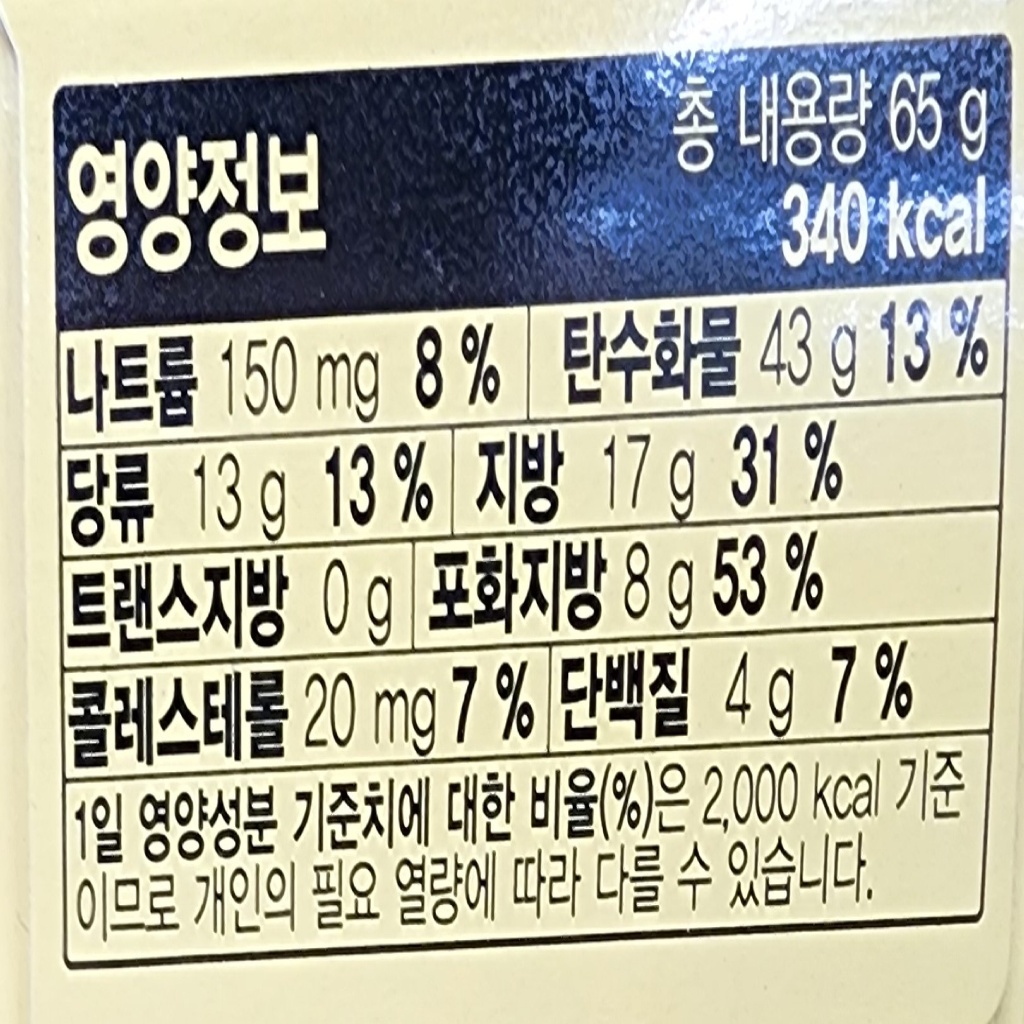 영양정보
총 내용량 65 g
340 kcal
나트륨 150 mg 8 % 탄수화물 43 g 13 %
당류 13 g 13 % 지방 17 g 31 %
트랜스지방 0 g 포화지방 8 g 53 %
콜레스테롤 20 mg 7 % 단백질 4 g 7 %
1일 영양성분 기준치에 대한 비율(%)은 2,000 kcal 기준
이므로 개인의 필요 열량에 따라 다를 수 있습니다.